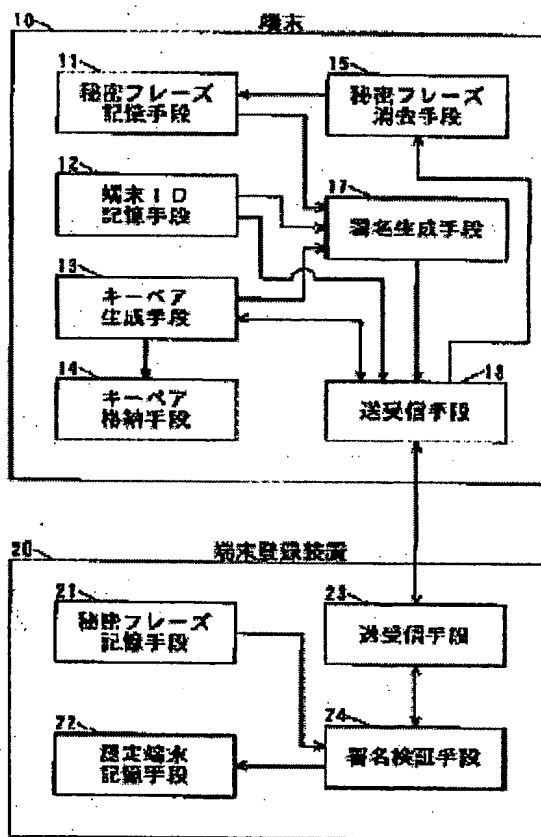 10
端末
11
秘密フレーズ
記憶手段
15
秘密フレーズ
消去手段
12
端末ID
記憶手段
17
署名生成手段
13
キーペア
生成手段
14
キーペア
格納手段
18
送受信手段
20
端末登録装置
21
秘密フレーズ
記憶手段
23
送受信手段
22
認定端末
記憶手段
24
署名検証手段